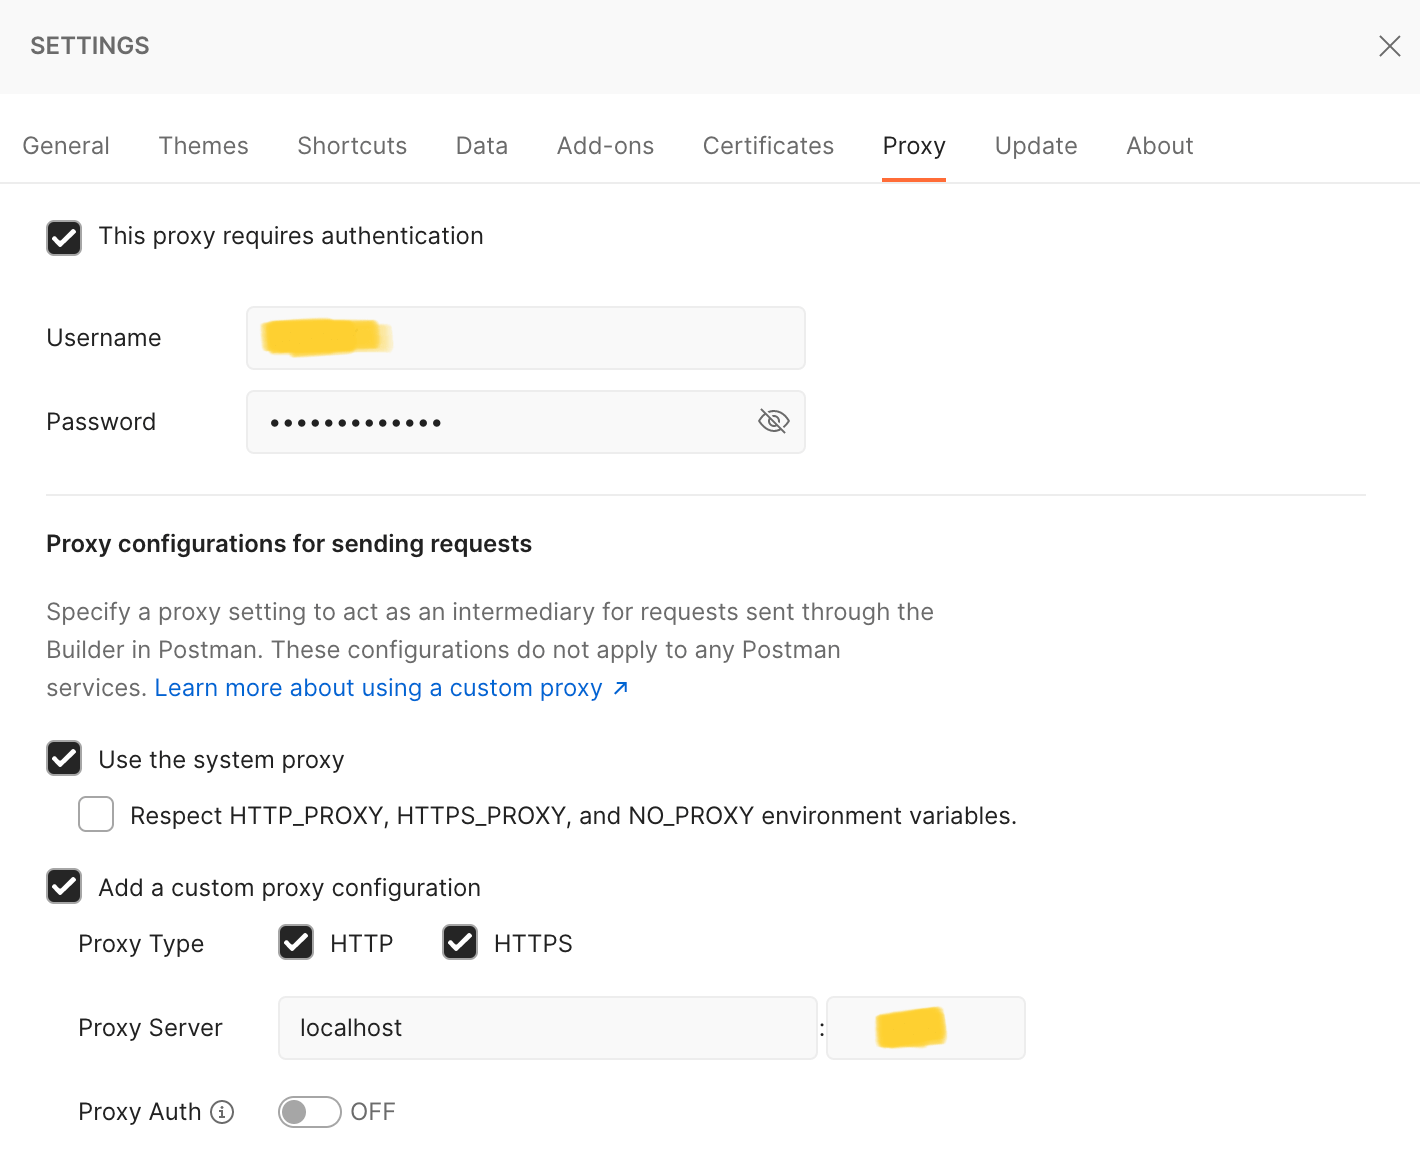 SETTINGS
General Themes Shortcuts Data Add-ons Certificates Proxy Update About
This proxy requires authentication
Username
Password •••••••••••••
Proxy configurations for sending requests
Specify a proxy setting to act as an intermediary for requests sent through the
Builder in Postman. These configurations do not apply to any Postman
services. Learn more about using a custom proxy ↗
Use the system proxy
Respect HTTP_PROXY, HTTPS_PROXY, and NO_PROXY environment variables.
Add a custom proxy configuration
Proxy Type HTTP HTTPS
Proxy Server localhost :
Proxy Auth OFF